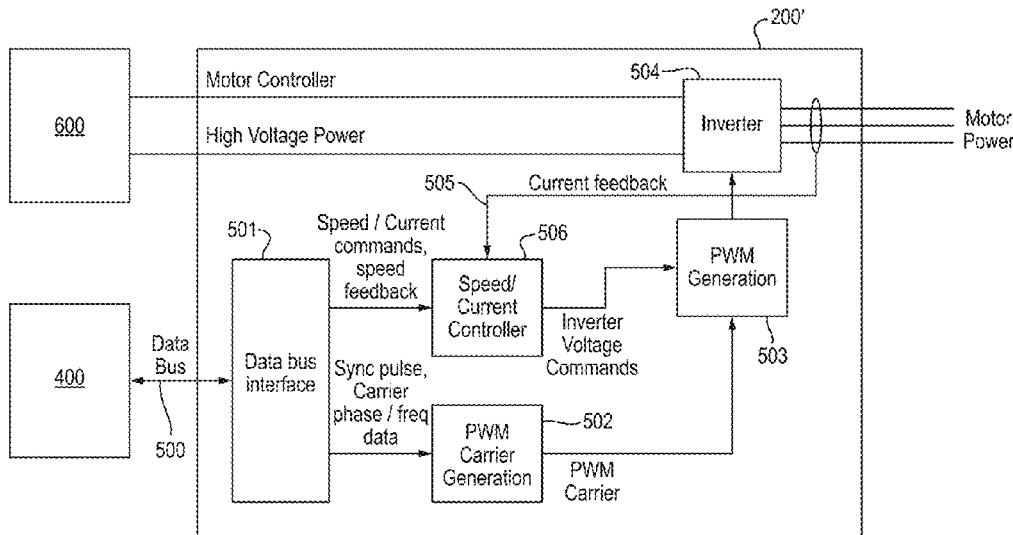 200'
Motor Controller
504
600
Inverter
Motor
Power
High Voltage Power
505
Current feedback
501
Speed / Current
commands,
speed
feedback
506
Speed/
Current
Controller
PWM
Generation
503
Inverter
Voltage
Commands
400
Data
Bus
500
Data bus
interface
Sync pulse,
Carrier
phase / freq
data
502
PWM
Carrier
Generation
PWM
Carrier